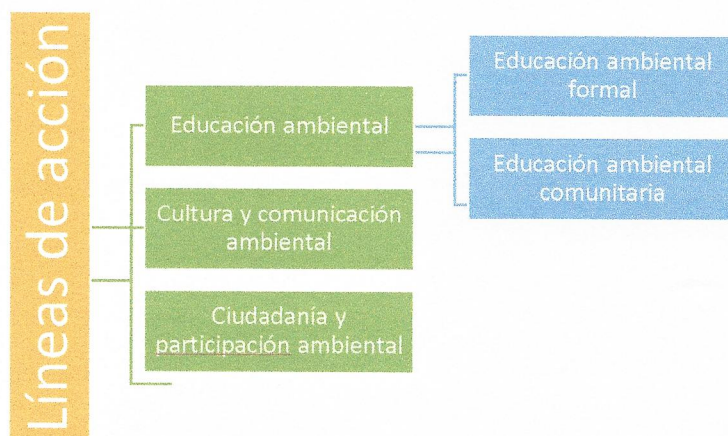 Líneas de acción
Educación ambiental
Cultura y comunicación
ambiental
Ciudadanía y
participación ambiental
Educación ambiental
formal
Educación ambiental
comunitaria